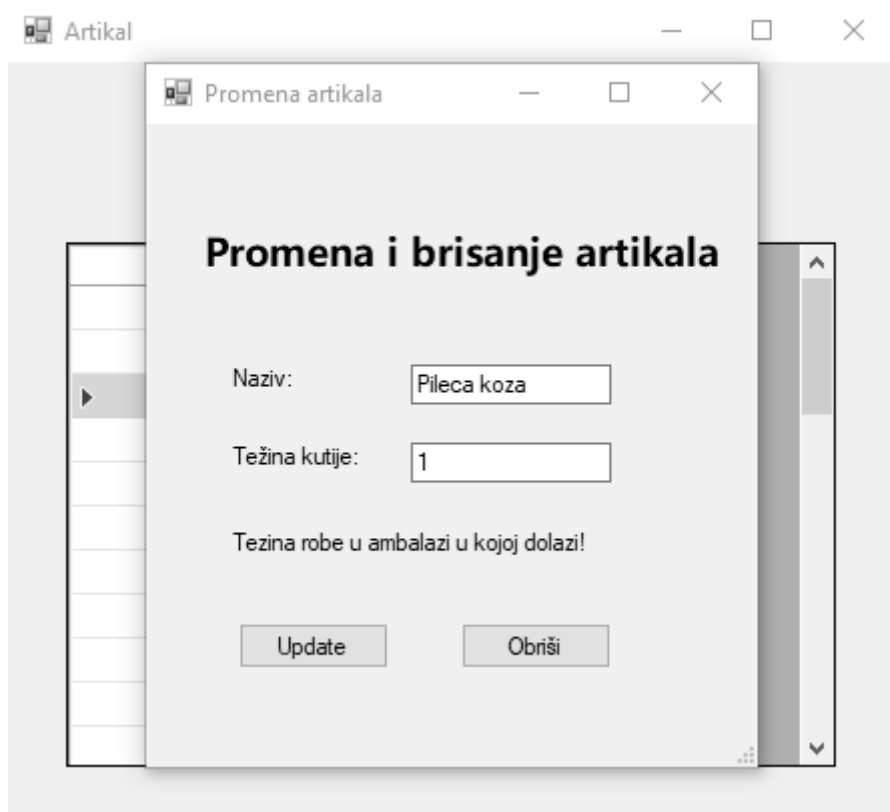 Artikal
Promena artikala
Promena i brisanje artikala
Naziv:
Pileca koza
Težina kutije:
1
Tezina robe u ambalazi u kojoj dolazi!
Update
Obriši